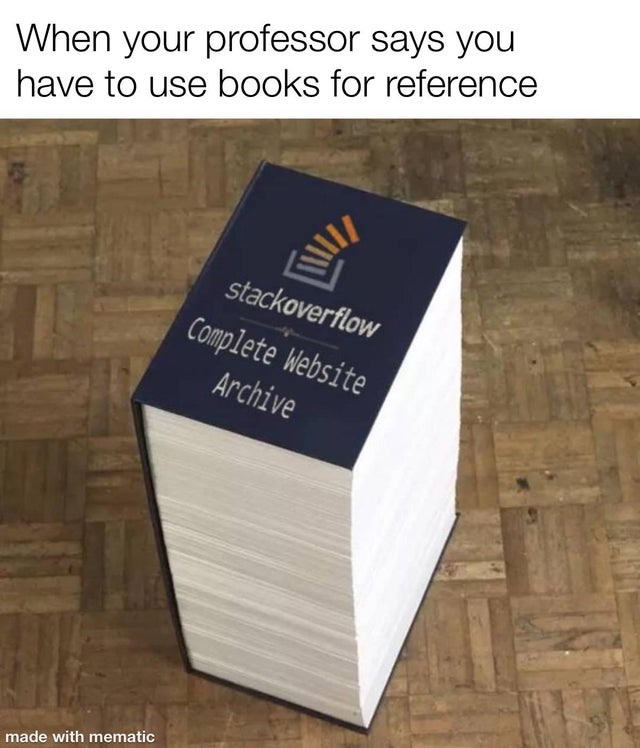 When your professor says you
have to use books for reference
stackoverflow
Complete Website
Archive
made with mematic